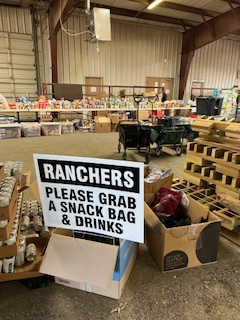 RANCHERS
PLEASE GRAB
A SNACK BAG
& DRINKS